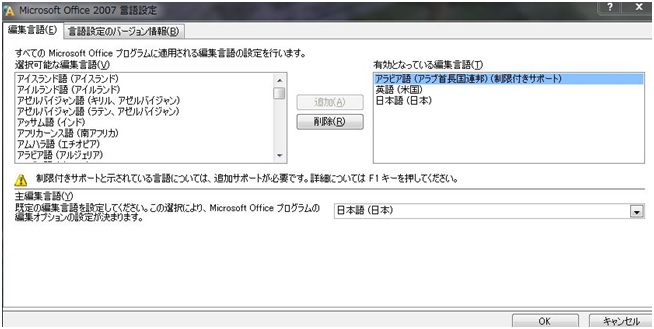 Microsoft Office 2007 言語設定
編集言語(E) 言語設定のバージョン情報(B)
すべての Microsoft Office プログラムに適用される編集言語の設定を行います。
選択可能な編集言語(V) 有効となっている編集言語(T)
アイスランド語 (アイスランド)
アイルランド語 (アイルランド)
アゼルバイジャン語 (キリル、アゼルバイジャン)
アゼルバイジャン語 (ラテン、アゼルバイジャン)
アッサム語 (インド)
アフリカーンス語 (南アフリカ)
アムハラ語 (エチオピア)
アラビア語 (アルジェリア)
追加(A)
削除(R)
アラビア語 (アラブ首長国連邦) (制限付きサポート)
英語 (米国)
日本語 (日本)
制限付きサポートと示されている言語については、追加サポートが必要です。詳細については F1 キーを押してください。
主編集言語(Y)
既定の編集言語を設定してください。この選択により、Microsoft Office プログラムの
編集オプションの設定が決まります。
日本語 (日本)
OK キャンセル